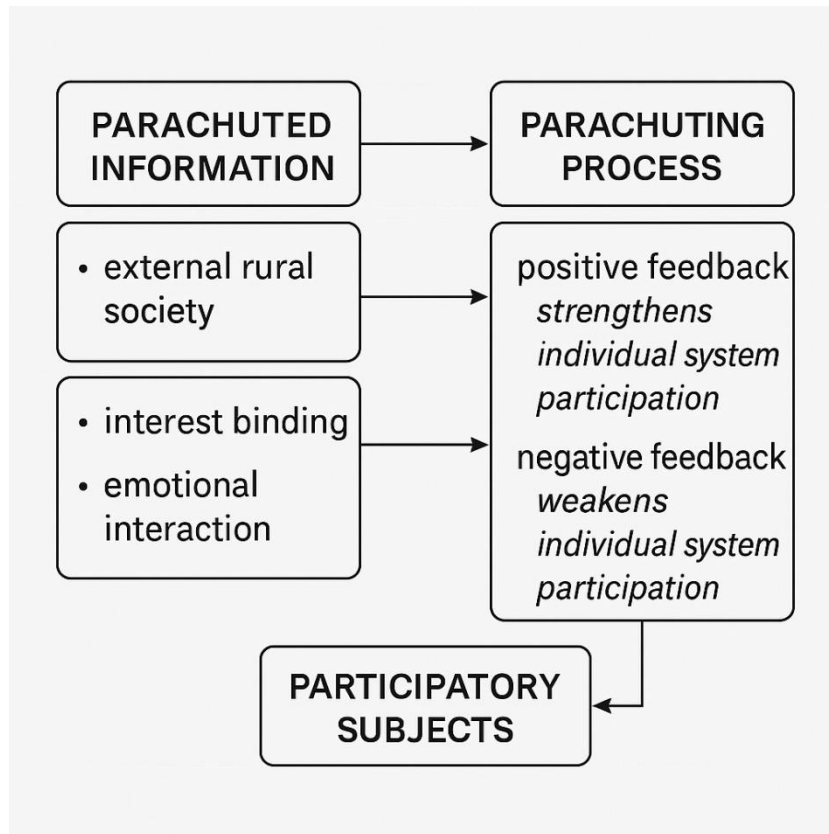 PARACHUTED
INFORMATION
PARACHUTING
PROCESS
• external rural
society
• interest binding
• emotional
interaction
positive feedback
strengthens
individual system
participation
negative feedback
weakens
individual system
participation
PARTICIPATORY
SUBJECTS